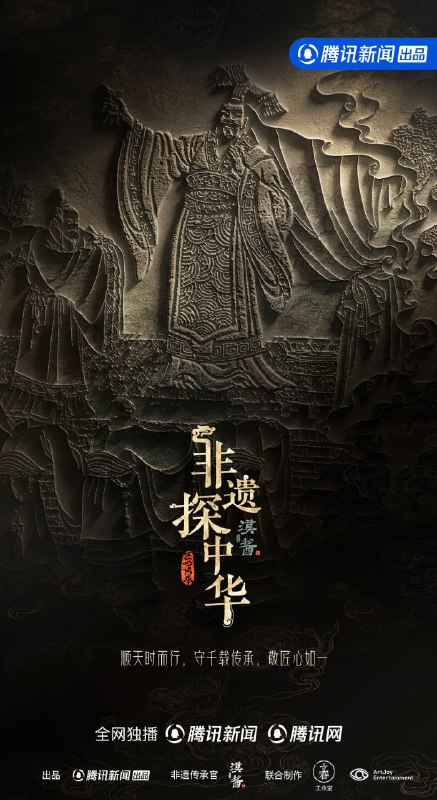 腾讯新闻 出品
非遗
探中华
漢酱
顺天时而行，守千载传承，敬匠心如一
全网独播 腾讯新闻 腾讯网
出品 腾讯新闻 出品 非遗传承官 漢酱 联合制作 工作室 ArtJoy Entertainment